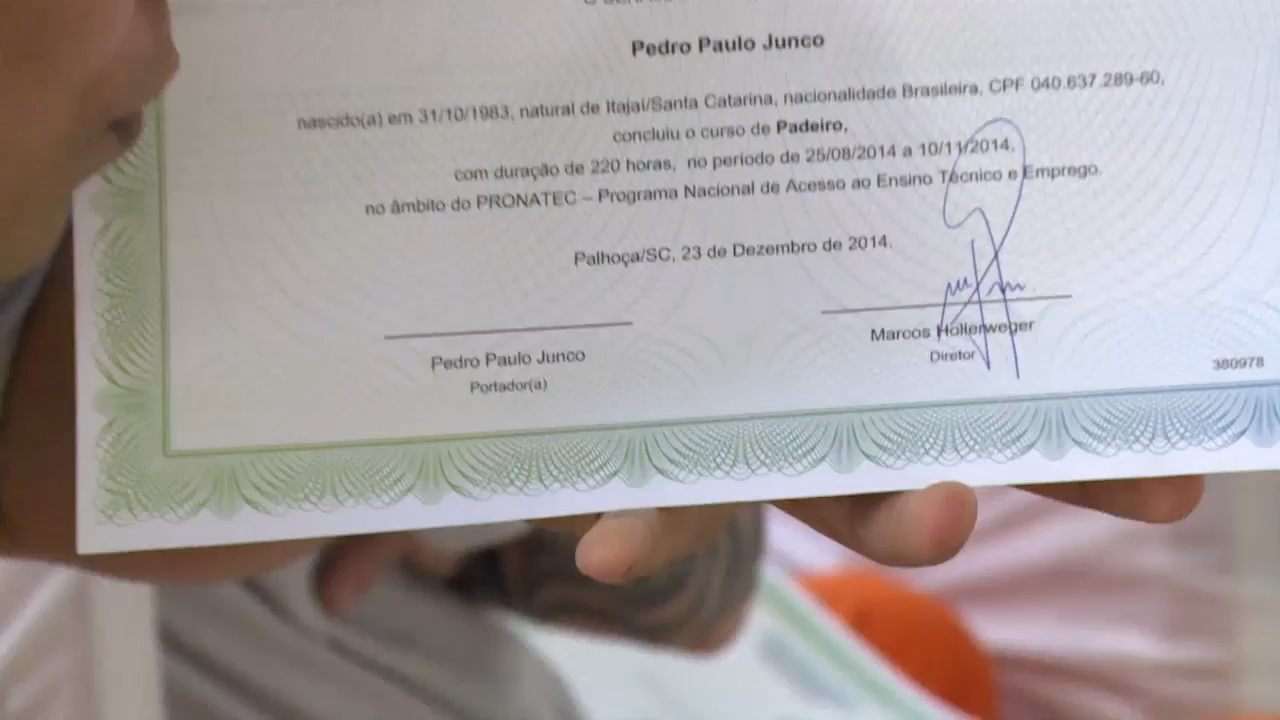 Pedro Paulo Junco
nascido(a) em 31/10/1983, natural de Itajaí/Santa Catarina, nacionalidade Brasileira, CPF 040.637.289-60,
concluiu o curso de Padeiro,
com duração de 220 horas, no período de 25/08/2014 a 10/11/2014,
no âmbito do PRONATEC – Programa Nacional de Acesso ao Ensino Técnico e Emprego.
Palhoça/SC, 23 de Dezembro de 2014.
Pedro Paulo Junco
Portador(a)
Marcos Hollerweger
Diretor
380978